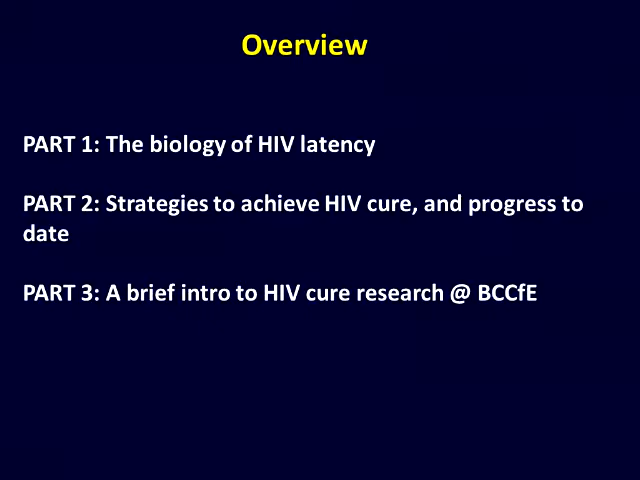 Overview
PART 1: The biology of HIV latency
PART 2: Strategies to achieve HIV cure, and progress to
date
PART 3: A brief intro to HIV cure research @ BCCfE